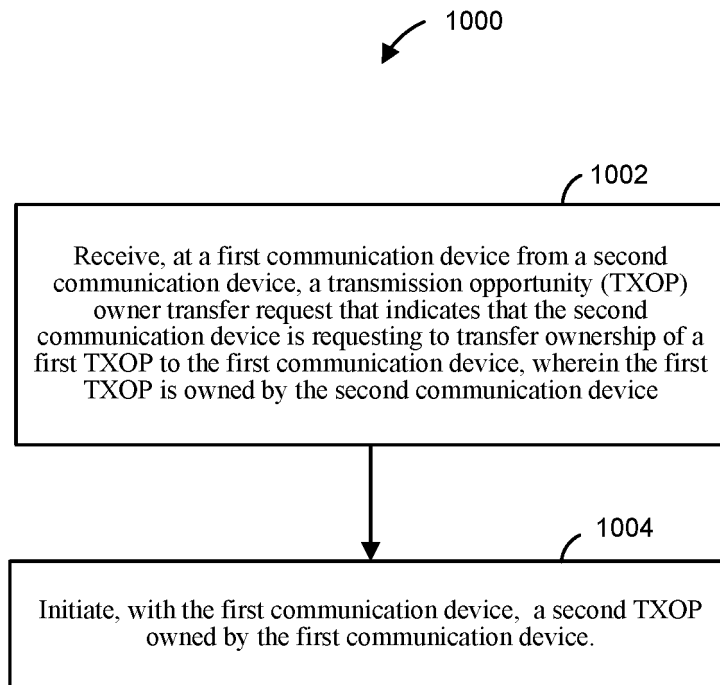 1000
1002
Receive, at a first communication device from a second
communication device, a transmission opportunity (TXOP)
owner transfer request that indicates that the second
communication device is requesting to transfer ownership of a
first TXOP to the first communication device, wherein the first
TXOP is owned by the second communication device
1004
Initiate, with the first communication device, a second TXOP
owned by the first communication device.